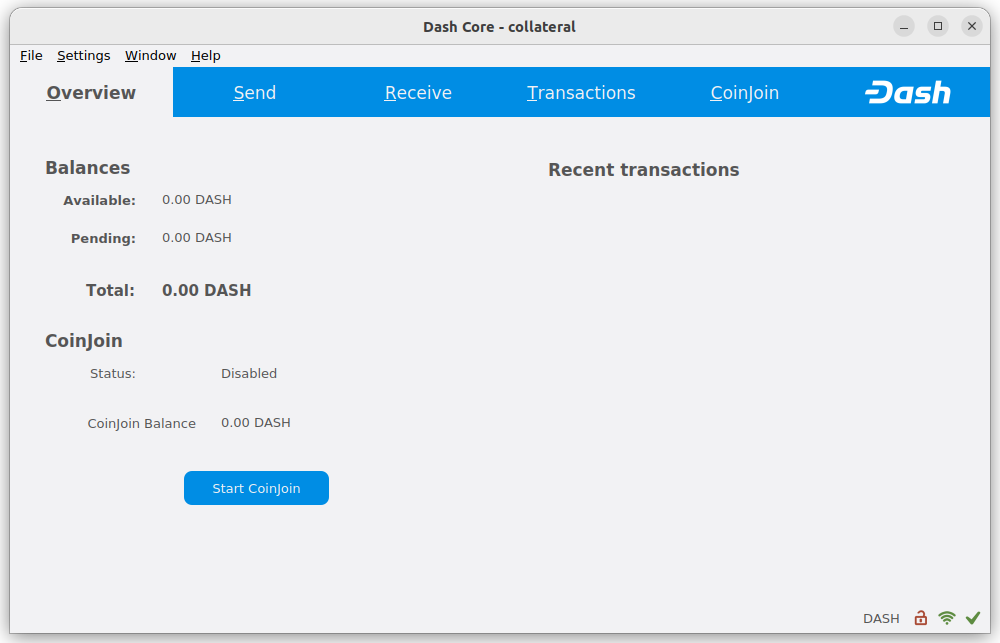 Dash Core - collateral
File Settings Window Help
Overview Send Receive Transactions CoinJoin Dash
Balances
Available: 0.00 DASH
Pending: 0.00 DASH
Total: 0.00 DASH
CoinJoin
Status: Disabled
CoinJoin Balance 0.00 DASH
Start CoinJoin
Recent transactions
DASH